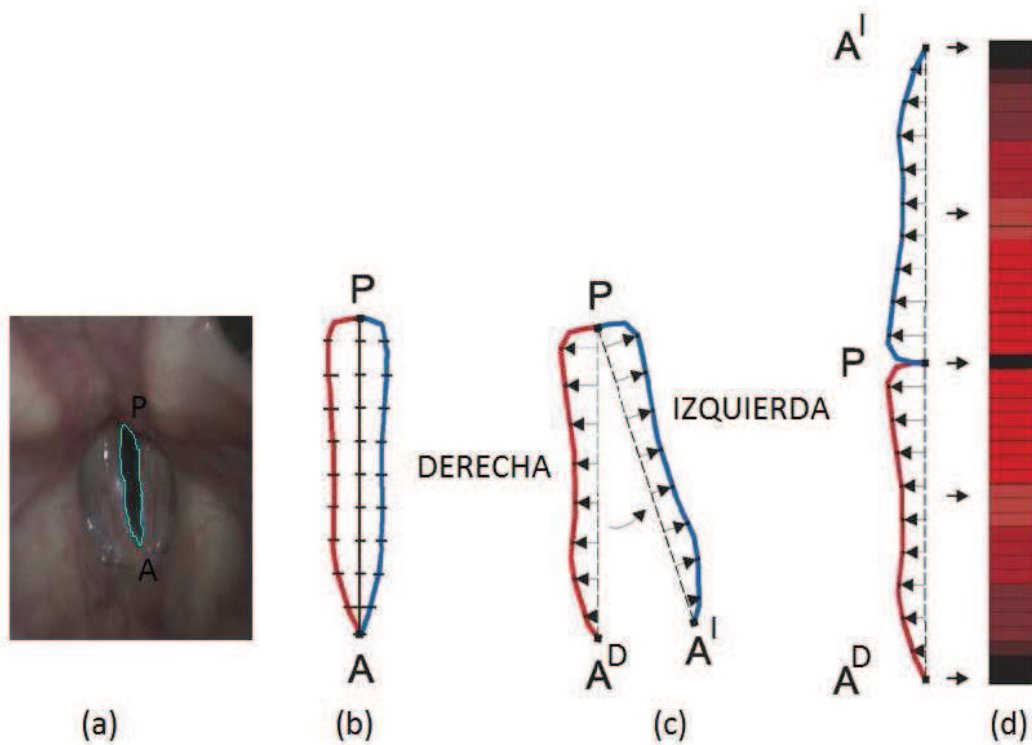 P
A
(a)
P
A
(b)
DERECHA
P
IZQUIERDA
A^D
A^I
(c)
A^I
P
A^D
(d)